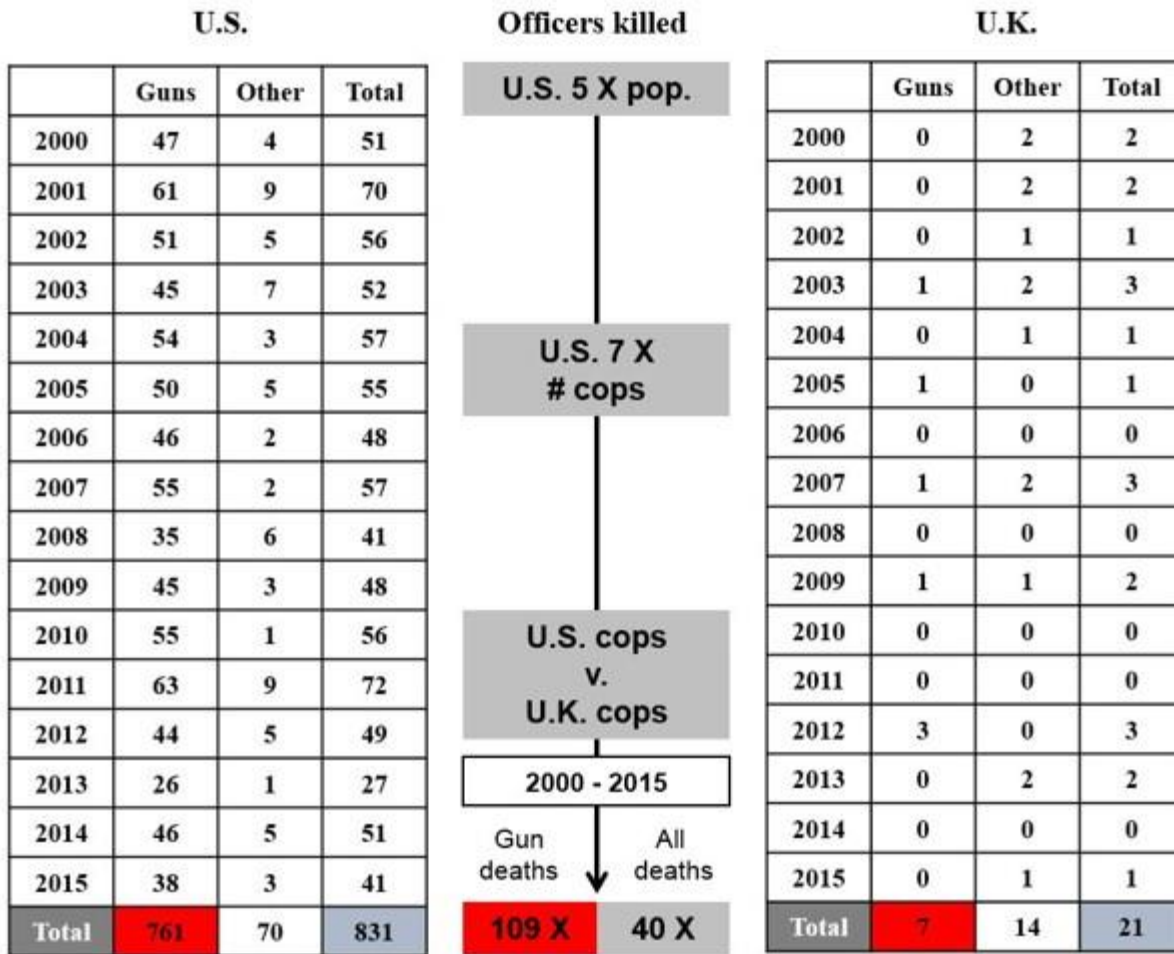 U.S.
Guns Other Total
2000 47 4 51
2001 61 9 70
2002 51 5 56
2003 45 7 52
2004 54 3 57
2005 50 5 55
2006 46 2 48
2007 55 2 57
2008 35 6 41
2009 45 3 48
2010 55 1 56
2011 63 9 72
2012 44 5 49
2013 26 1 27
2014 46 5 51
2015 38 3 41
Total 761 70 831
Officers killed
U.S. 5 X pop.
U.S. 7 X
# cops
U.S. cops
v.
U.K. cops
2000 - 2015
Gun
deaths
All
deaths
109 X 40 X
U.K.
Guns Other Total
2000 0 2 2
2001 0 2 2
2002 0 1 1
2003 1 2 3
2004 0 1 1
2005 1 0 1
2006 0 0 0
2007 1 2 3
2008 0 0 0
2009 1 1 2
2010 0 0 0
2011 0 0 0
2012 3 0 3
2013 0 2 2
2014 0 0 0
2015 0 1 1
Total 7 14 21